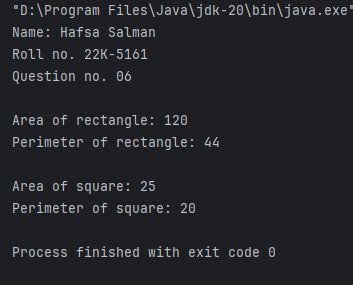 "D:\Program Files\Java\jdk-20\bin\java.exe"
Name: Hafsa Salman
Roll no. 22K-5161
Question no. 06
Area of rectangle: 120
Perimeter of rectangle: 44
Area of square: 25
Perimeter of square: 20
Process finished with exit code 0